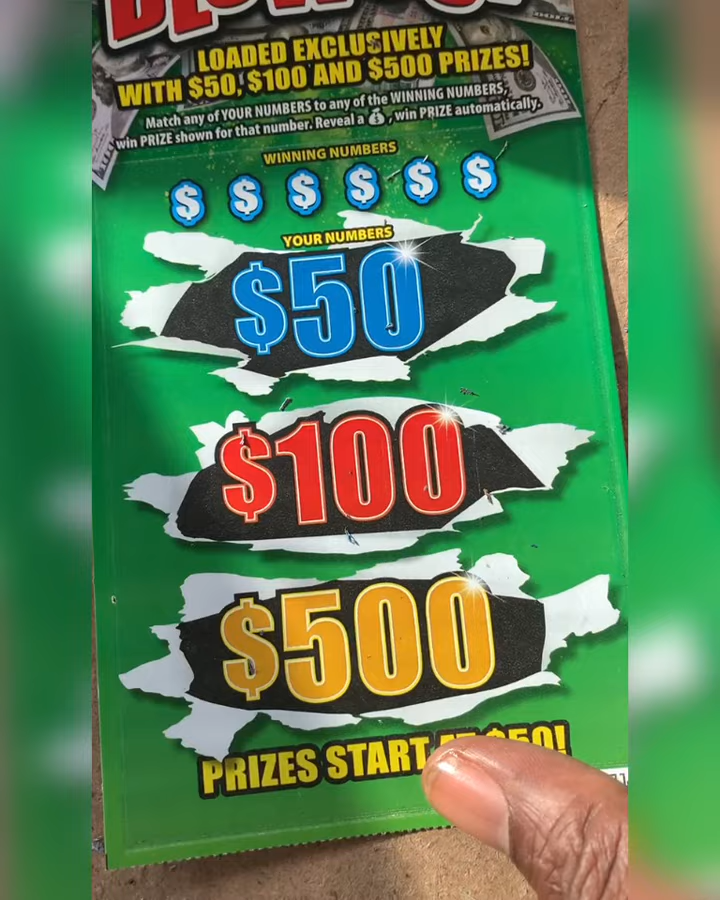 LOADED EXCLUSIVELY
WITH $50, $100 AND $500 PRIZES!
Match any of YOUR NUMBERS to any of the WINNING NUMBERS,
win PRIZE shown for that number. Reveal a 💰, win PRIZE automatically.
WINNING NUMBERS
$ $ $ $ $ $
YOUR NUMBERS
$50
$100
$500
PRIZES START AT $50!